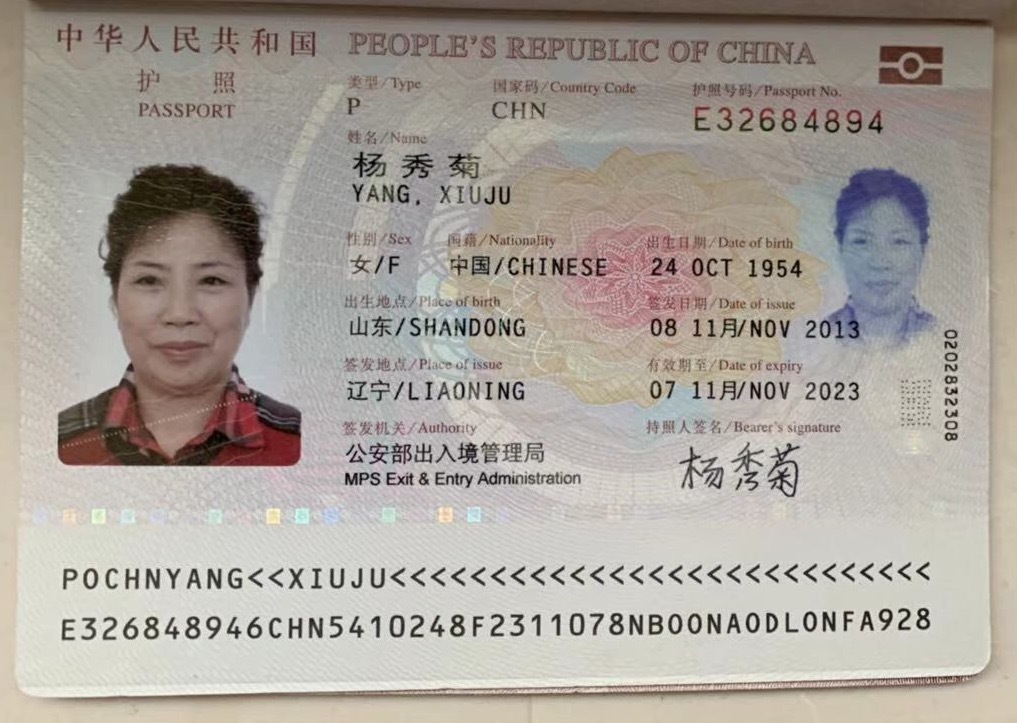 中华人民共和国 PEOPLE'S REPUBLIC OF CHINA
护 照
PASSPORT
类型/Type 国家码/Country Code 护照号码/Passport No.
P CHN E32684894
姓名/Name
杨秀菊
YANG, XIUJU
性别/Sex 国籍/Nationality 出生日期/Date of birth
女/F 中国/CHINESE 24 OCT 1954
出生地点/Place of birth 签发日期/Date of issue
山东/SHANDONG 08 11月/NOV 2013
签发地点/Place of issue 有效期至/Date of expiry
辽宁/LIAONING 07 11月/NOV 2023
签发机关/Authority 持照人签名/Bearer's signature
公安部出入境管理局
MPS Exit & Entry Administration
杨秀菊
0202832308
POCHNYANG<<XIUJU<<<<<<<<<<<<<<<<<<<<<<<<<<<<
E326848946CHN5410248F2311078NBOONAODLONFA928